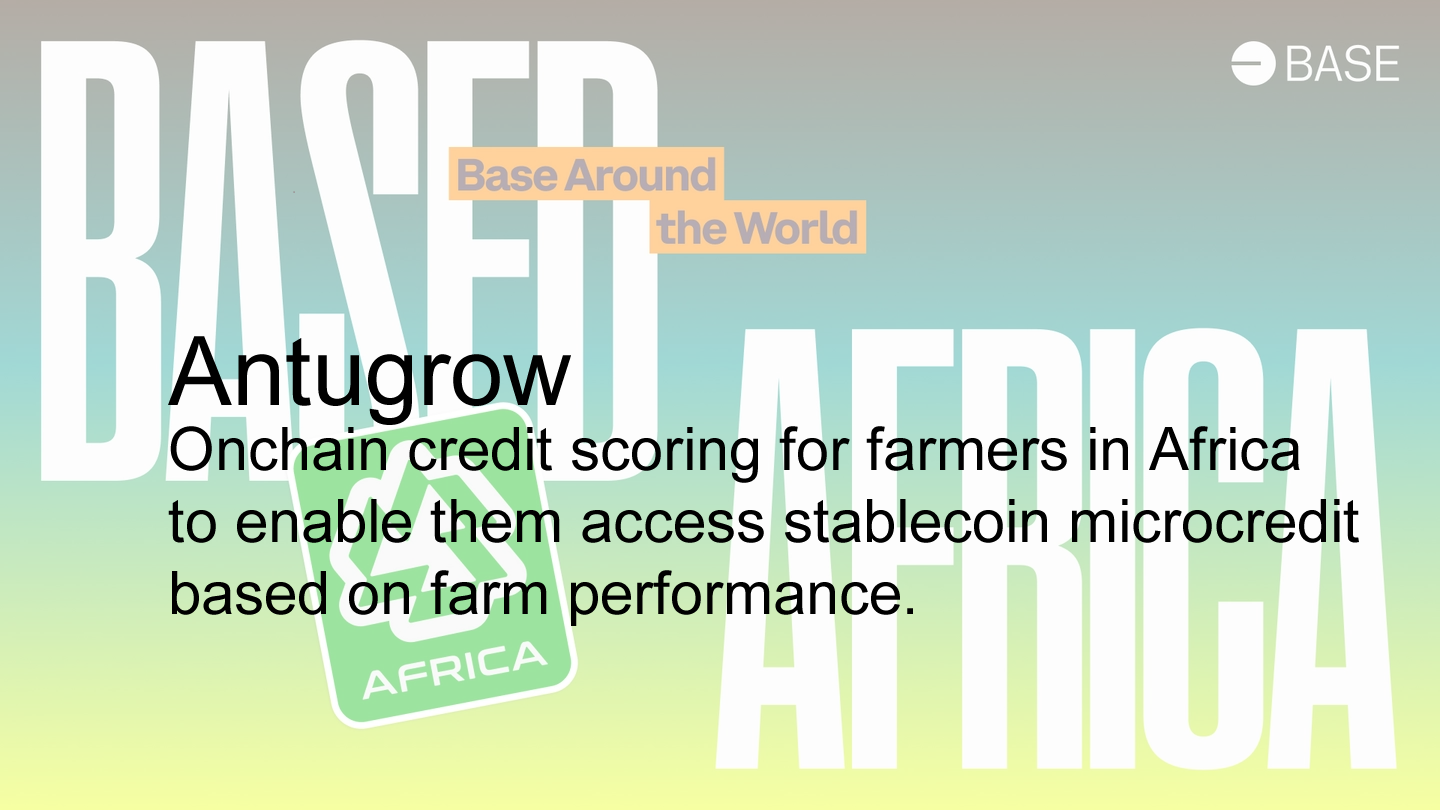 BASED
BASE
Base Around
the World
AFRICA
Antugrow
Onchain credit scoring for farmers in Africa
to enable them access stablecoin microcredit
based on farm performance.
AFRICA